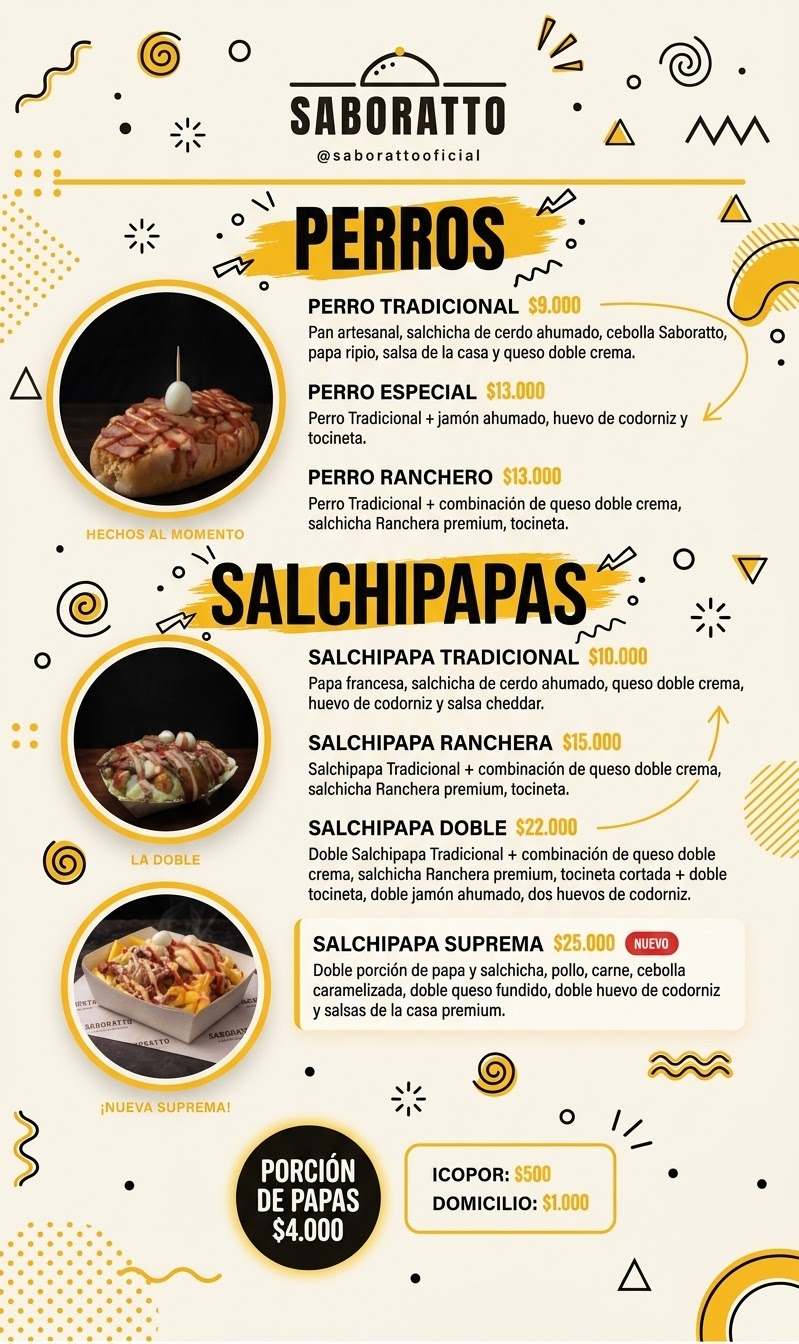 SABORATTO
@saborattooficial
PERROS
PERRO TRADICIONAL $9.000
Pan artesanal, salchicha de cerdo ahumado, cebolla Saboratto,
papa ripio, salsa de la casa y queso doble crema.
PERRO ESPECIAL $13.000
Perro Tradicional + jamón ahumado, huevo de codorniz y
tocineta.
PERRO RANCHERO $13.000
Perro Tradicional + combinación de queso doble crema,
salchicha Ranchera premium, tocineta.
HECHOS AL MOMENTO
SALCHIPAPAS
SALCHIPAPA TRADICIONAL $10.000
Papa francesa, salchicha de cerdo ahumado, queso doble crema,
huevo de codorniz y salsa cheddar.
SALCHIPAPA RANCHERA $15.000
Salchipapa Tradicional + combinación de queso doble crema,
salchicha Ranchera premium, tocineta.
SALCHIPAPA DOBLE $22.000
Doble Salchipapa Tradicional + combinación de queso doble
crema, salchicha Ranchera premium, tocineta cortada + doble
tocineta, doble jamón ahumado, dos huevos de codorniz.
LA DOBLE
SALCHIPAPA SUPREMA $25.000 NUEVO
Doble porción de papa y salchicha, pollo, carne, cebolla
caramelizada, doble queso fundido, doble huevo de codorniz
y salsas de la casa premium.
SABORATTO
¡NUEVA SUPREMA!
PORCIÓN
DE PAPAS
$4.000
ICOPOR: $500
DOMICILIO: $1.000